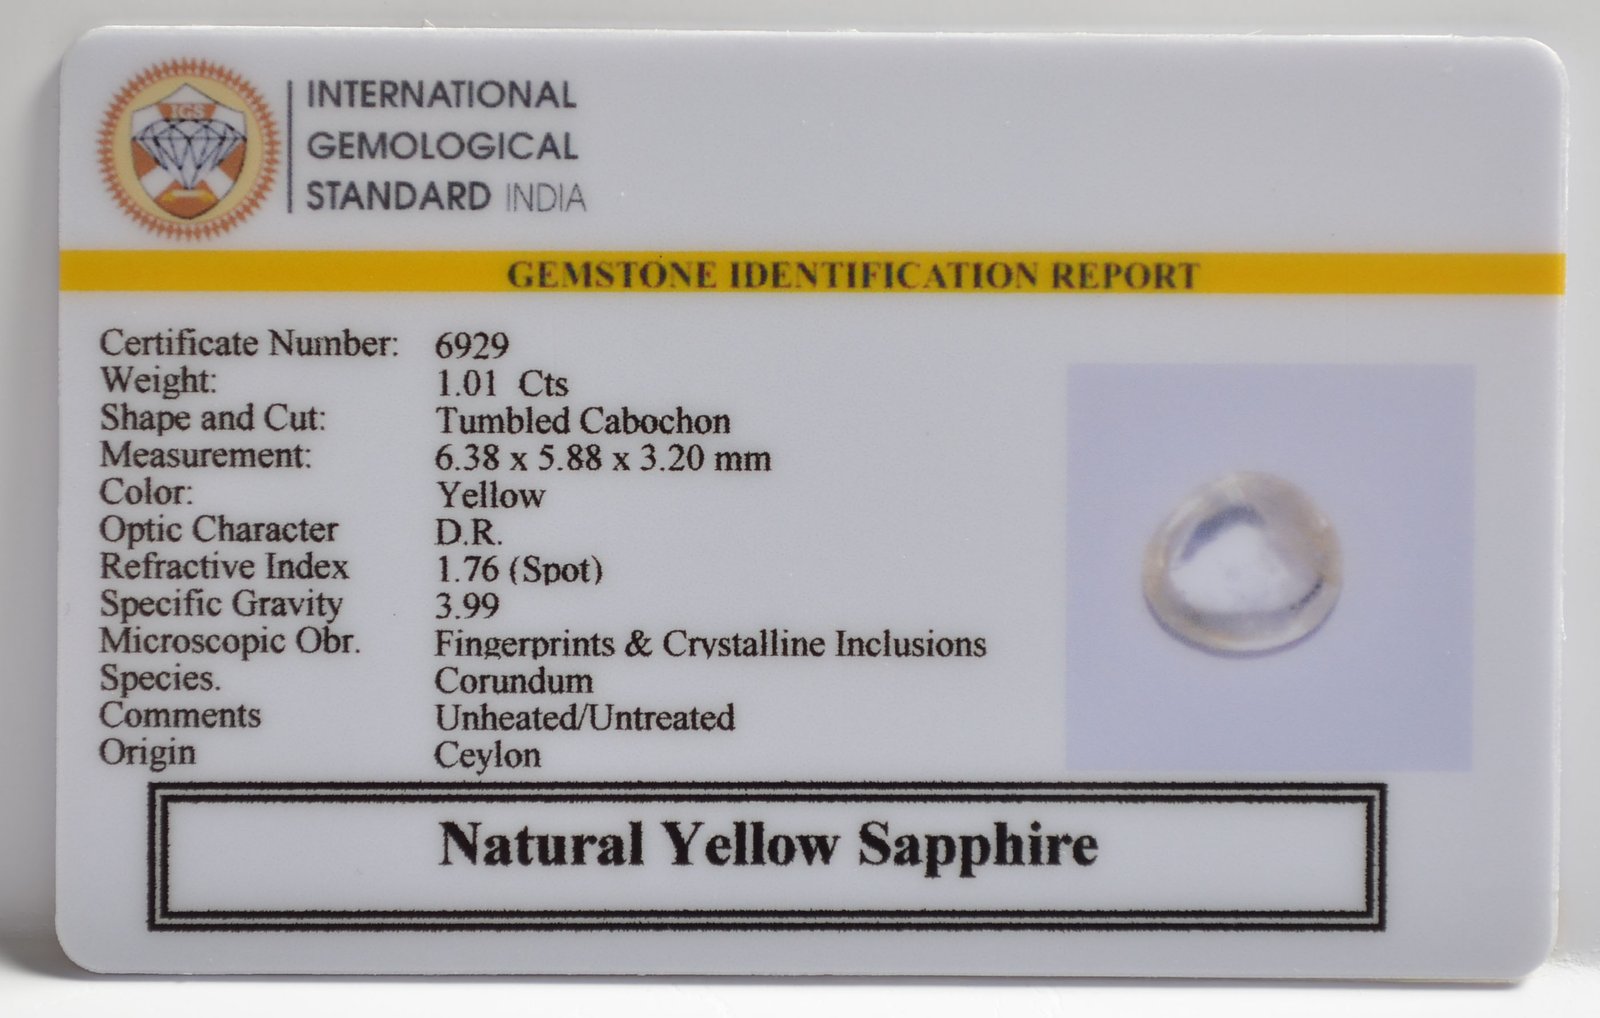 IGS
INTERNATIONAL
GEMOLOGICAL
STANDARD INDIA
GEMSTONE IDENTIFICATION REPORT
Certificate Number: 6929
Weight: 1.01 Cts
Shape and Cut: Tumbled Cabochon
Measurement: 6.38 x 5.88 x 3.20 mm
Color: Yellow
Optic Character D.R.
Refractive Index 1.76 (Spot)
Specific Gravity 3.99
Microscopic Obr. Fingerprints & Crystalline Inclusions
Species. Corundum
Comments Unheated/Untreated
Origin Ceylon
Natural Yellow Sapphire